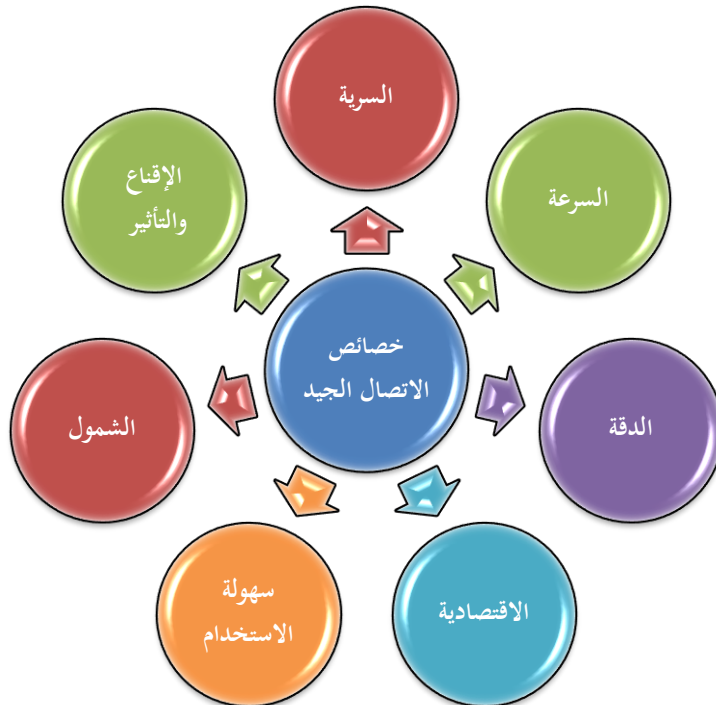 خصائص
الاتصال الجيد
السرية
السرعة
الدقة
الاقتصادية
سهولة
الاستخدام
الشمول
الإقناع
والتأثير